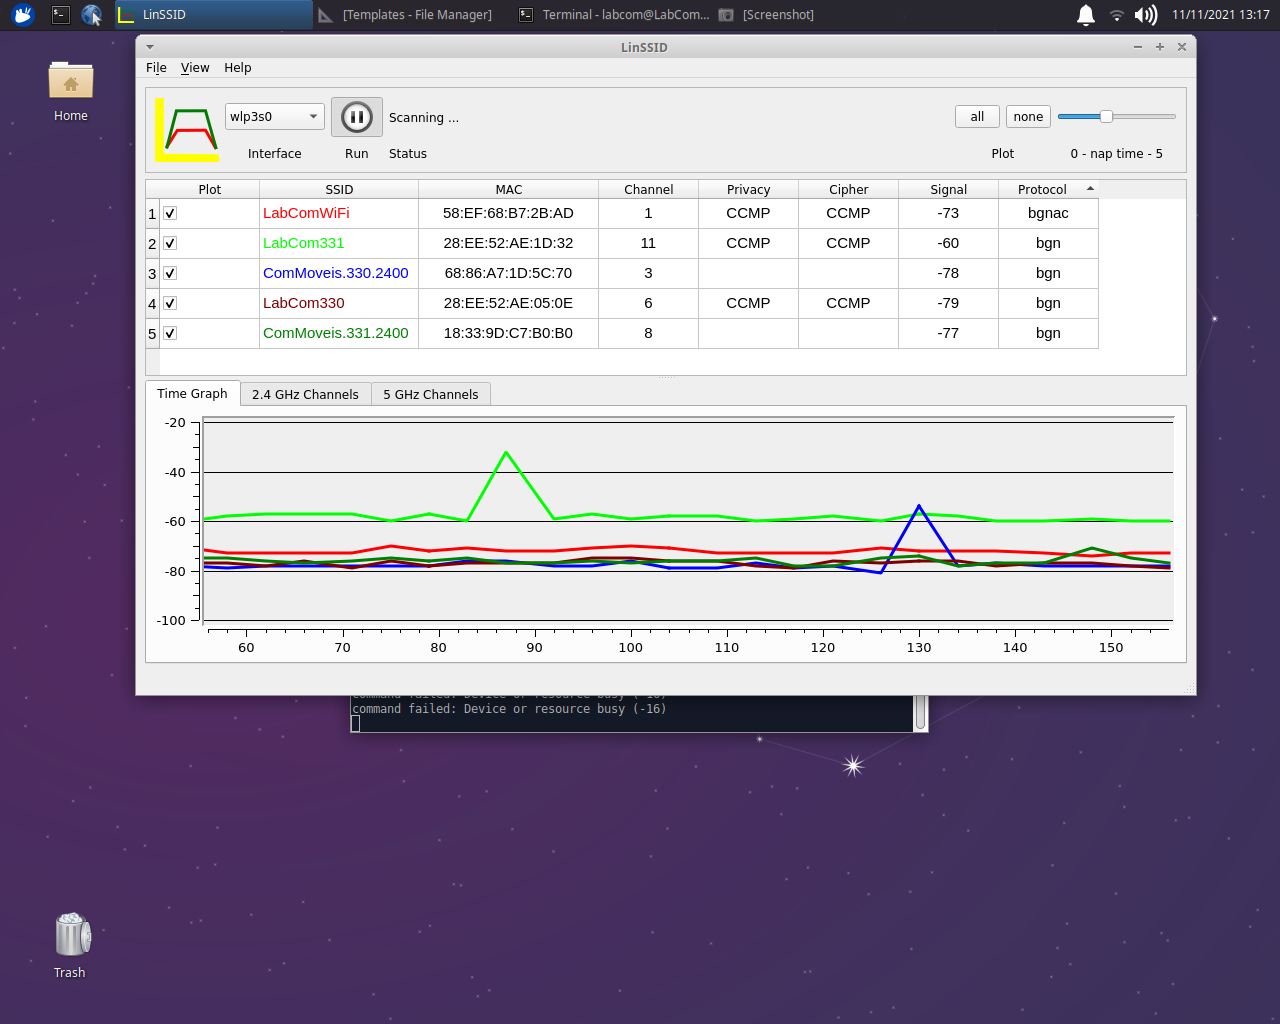 LinSSID [Templates - File Manager] Terminal - labcom@LabCom... [Screenshot] 11/11/2021 13:17
Home
LinSSID
File View Help
wlp3s0 Scanning ... all none
Interface Run Status Plot 0 - nap time - 5
Plot SSID MAC Channel Privacy Cipher Signal Protocol
1 LabComWiFi 58:EF:68:B7:2B:AD 1 CCMP CCMP -73 bgnac
2 LabCom331 28:EE:52:AE:1D:32 11 CCMP CCMP -60 bgn
3 ComMoveis.330.2400 68:86:A7:1D:5C:70 3 -78 bgn
4 LabCom330 28:EE:52:AE:05:0E 6 CCMP CCMP -79 bgn
5 ComMoveis.331.2400 18:33:9D:C7:B0:B0 8 -77 bgn
Time Graph 2.4 GHz Channels 5 GHz Channels
-20
-40
-60
-80
-100
60 70 80 90 100 110 120 130 140 150
command failed: Device or resource busy (-16)
command failed: Device or resource busy (-16)
Trash